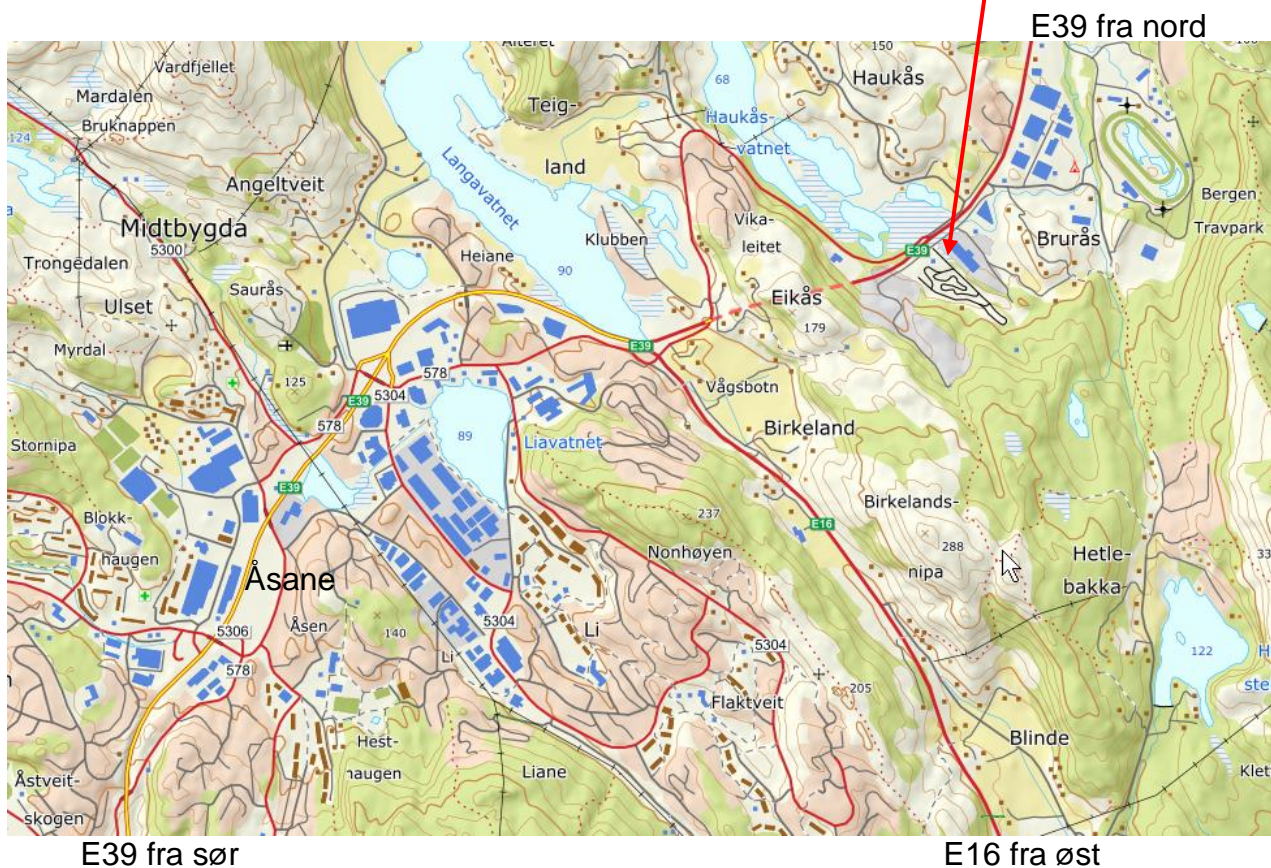 E39 fra nord
Alteret
150
Vardfjellet
Haukås
68
Mardalen
Teig-
Haukås-
vatnet
Bruknappen
124
Langavatnet
land
Angeltveit
Bergen
Travpark
Vika-
leitet
Midtbygda
Klubben
Brurås
5300
E39
Trongedalen
Heiane
90
Saurås
Eikås
Ulset
179
Myrdal
E39
125
578
Vågsbotn
5304
E39
578
Birkeland
Stornipa
89
Liavatnet
E39
Birkelands-
237
Blokk-
E16
haugen
288
Nonhøyen
Hetle-
nipa
bakka
Åsane
5304
5306
Åsen
140
Li
5304
122
Li
578
205
Flaktveit
Hest-
haugen
Blinde
Liane
Åstveit-
skogen
E39 fra sør
E16 fra øst